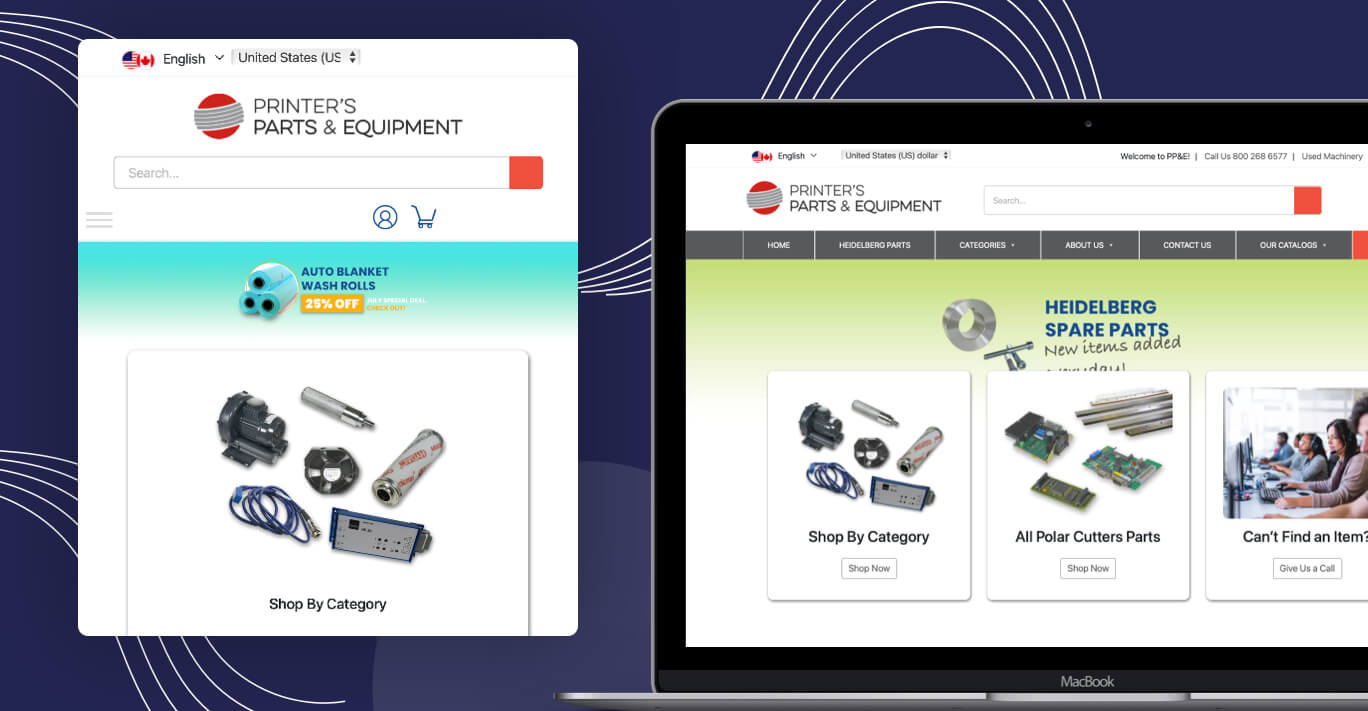 English
United States (US
PRINTER'S
PARTS & EQUIPMENT
Search...
AUTO BLANKET
WASH ROLLS
25% OFF
JULY SPECIAL DEAL
CHECK OUT!
Shop By Category
English
United States (US) dollar
Welcome to PP&E! | Call Us 800 268 6577 | Used Machinery
PRINTER'S
PARTS & EQUIPMENT
Search...
HOME
HEIDELBERG PARTS
CATEGORIES
ABOUT US
CONTACT US
OUR CATALOGS
HEIDELBERG
SPARE PARTS
New items added
Shop By Category
Shop Now
All Polar Cutters Parts
Shop Now
Can't Find an Item?
Give Us a Call
MacBook